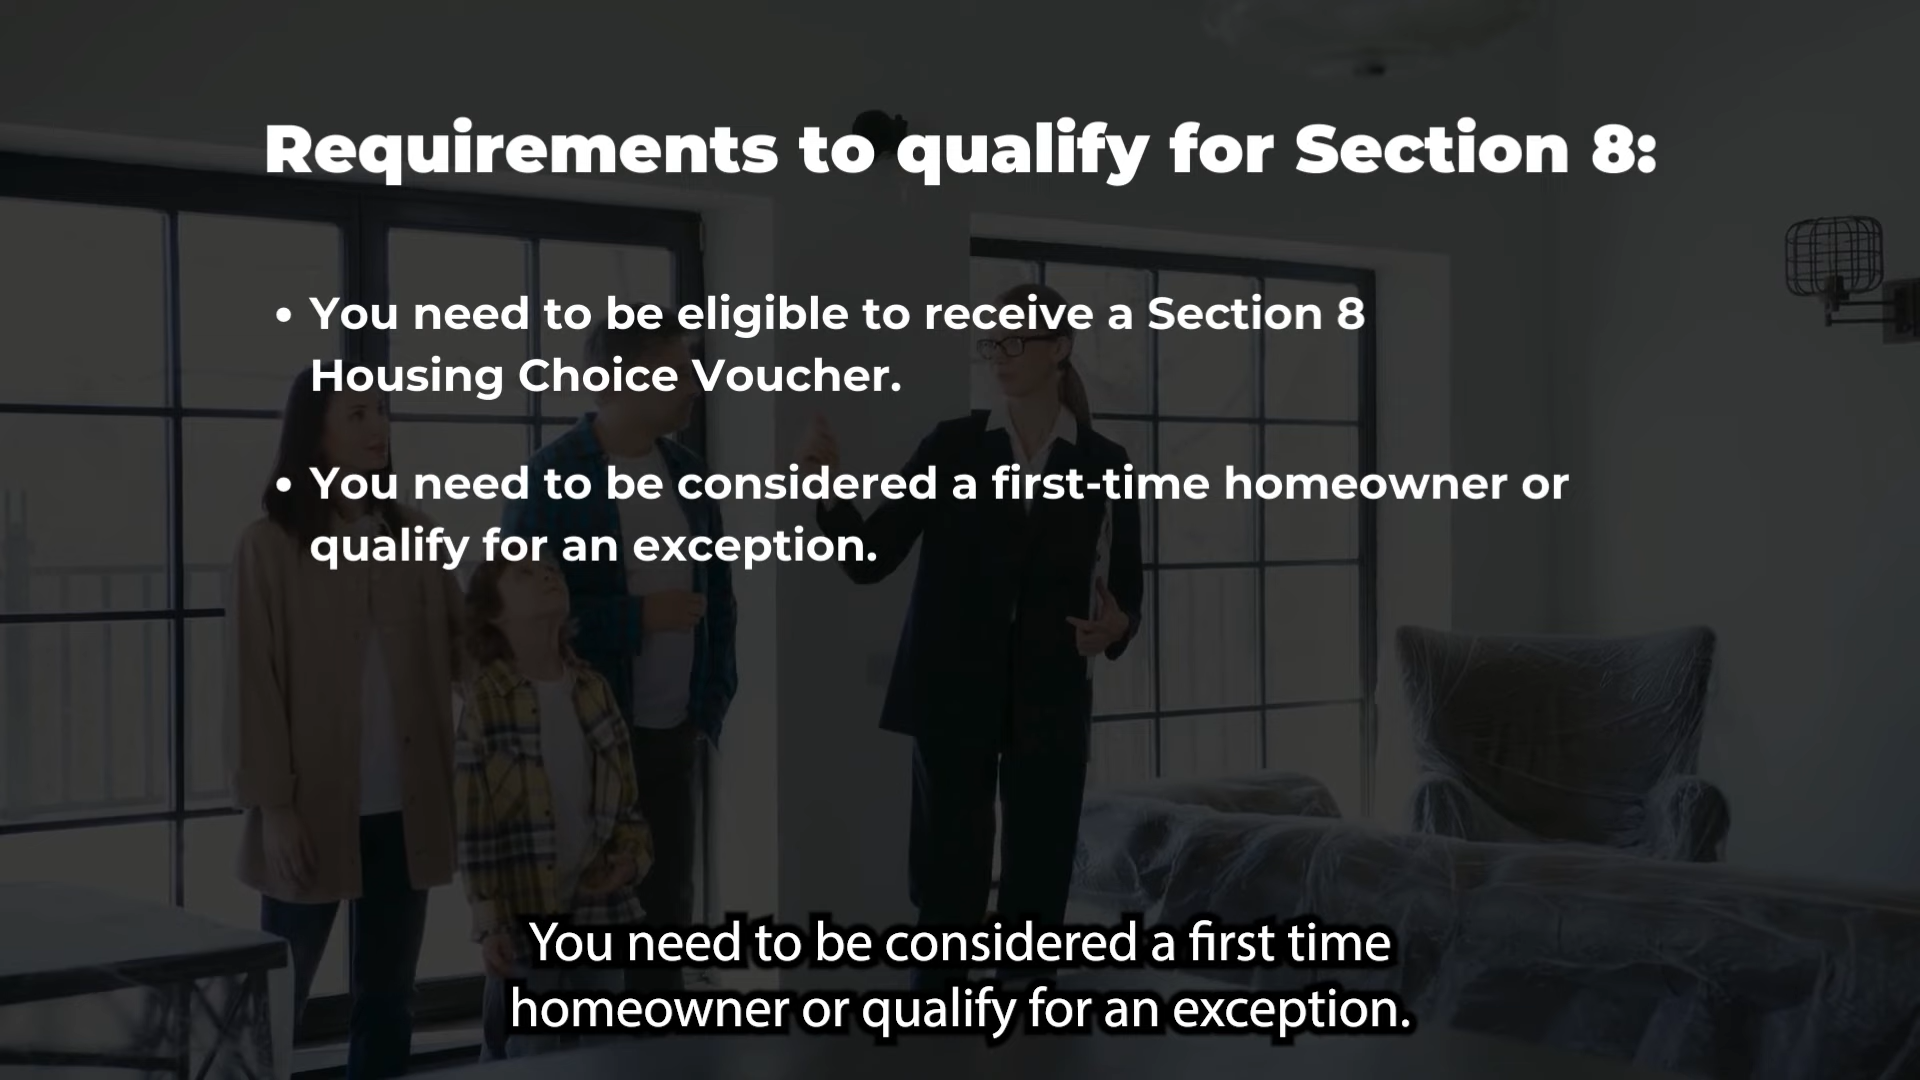 Requirements to qualify for Section 8:
• You need to be eligible to receive a Section 8
Housing Choice Voucher.
• You need to be considered a first-time homeowner or
qualify for an exception.
You need to be considered a first time
homeowner or qualify for an exception.